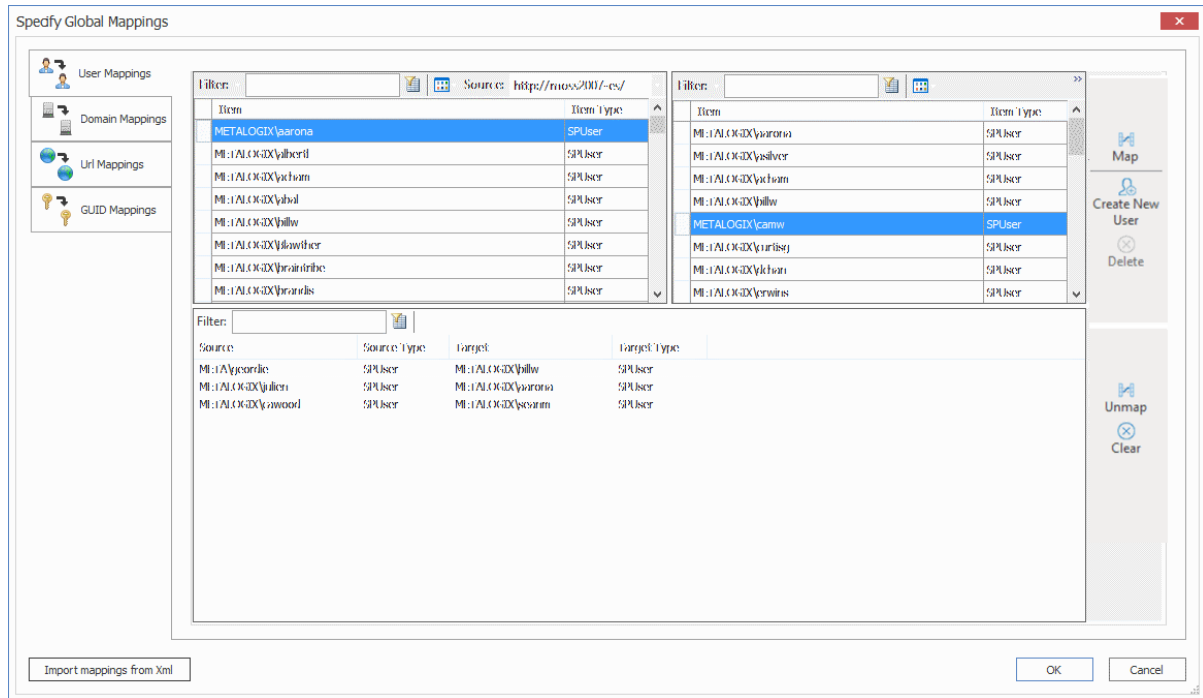 Specify Global Mappings
User Mappings
Domain Mappings
Url Mappings
GUID Mappings
Filter:
Source: http://moss2007-es/
Item Item Type
METALOGIX\aarona SPUser
METALOGIX\albertl SPUser
METALOGIX\acham SPUser
METALOGIX\abal SPUser
METALOGIX\billw SPUser
METALOGIX\blawther SPUser
METALOGIX\braintribe SPUser
METALOGIX\brandis SPUser
Filter:
»
Item Item Type
METALOGIX\aarona SPUser
METALOGIX\asilver SPUser
METALOGIX\acham SPUser
METALOGIX\billw SPUser
METALOGIX\camw SPUser
METALOGIX\curtisg SPUser
METALOGIX\dchan SPUser
METALOGIX\erwins SPUser
Map
Create New
User
Delete
Filter:
Source Source Type Target Target Type
META\geordie SPUser METALOGIX\billw SPUser
METALOGIX\julien SPUser METALOGIX\aarona SPUser
METALOGIX\cawood SPUser METALOGIX\seanm SPUser
Unmap
Clear
Import mappings from Xml
OK
Cancel